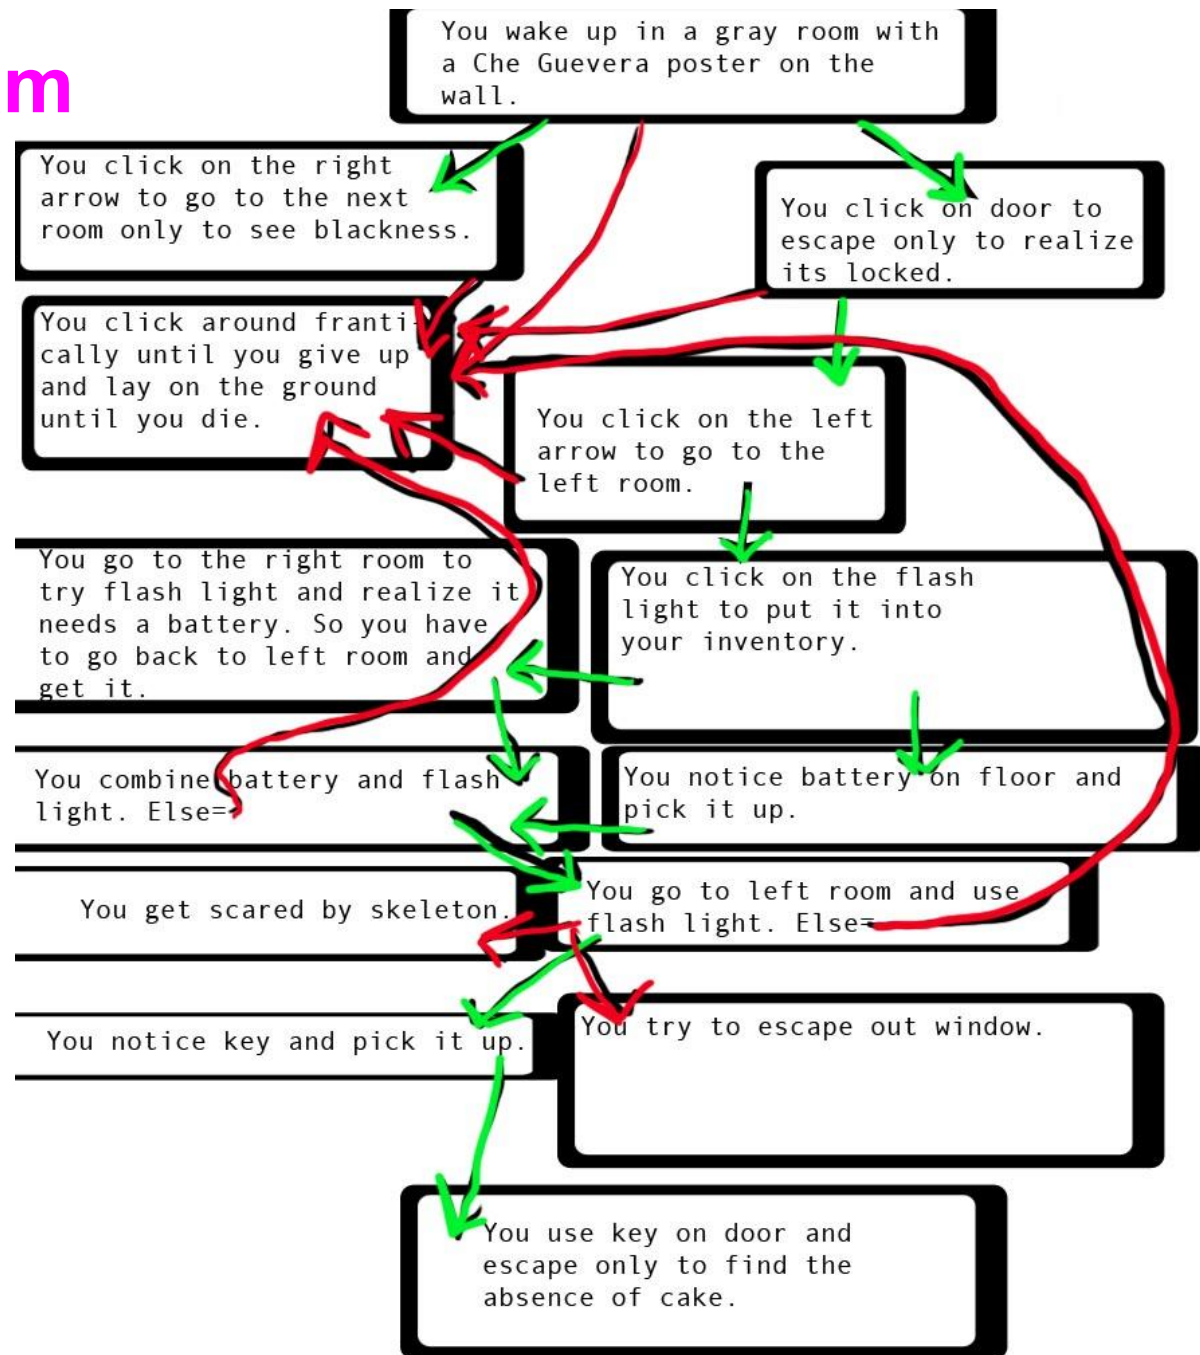 You wake up in a gray room with
a Che Guevera poster on the
wall.
m
You click on the right
arrow to go to the next
room only to see blackness.
You click on door to
escape only to realize
its locked.
You click around franti-
cally until you give up
and lay on the ground
until you die.
You click on the left
arrow to go to the
left room.
You go to the right room to
try flash light and realize it
needs a battery. So you have
to go back to left room and
get it.
You click on the flash
light to put it into
your inventory.
You combine battery and flash
light. Else=
You notice battery on floor and
pick it up.
You get scared by skeleton.
You go to left room and use
flash light. Else=
You notice key and pick it up.
You try to escape out window.
You use key on door and
escape only to find the
absence of cake.